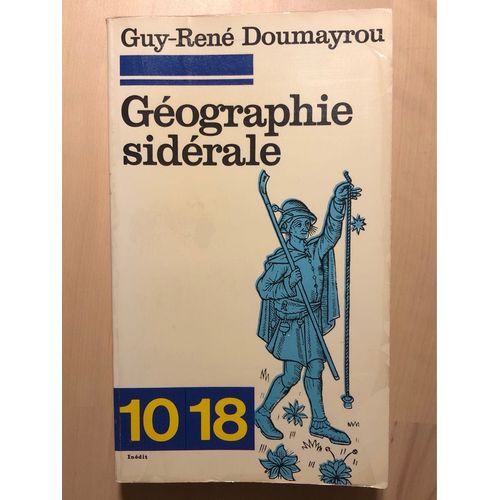 Guy-René Doumayrou
Géographie
sidérale
10 18
Inédit